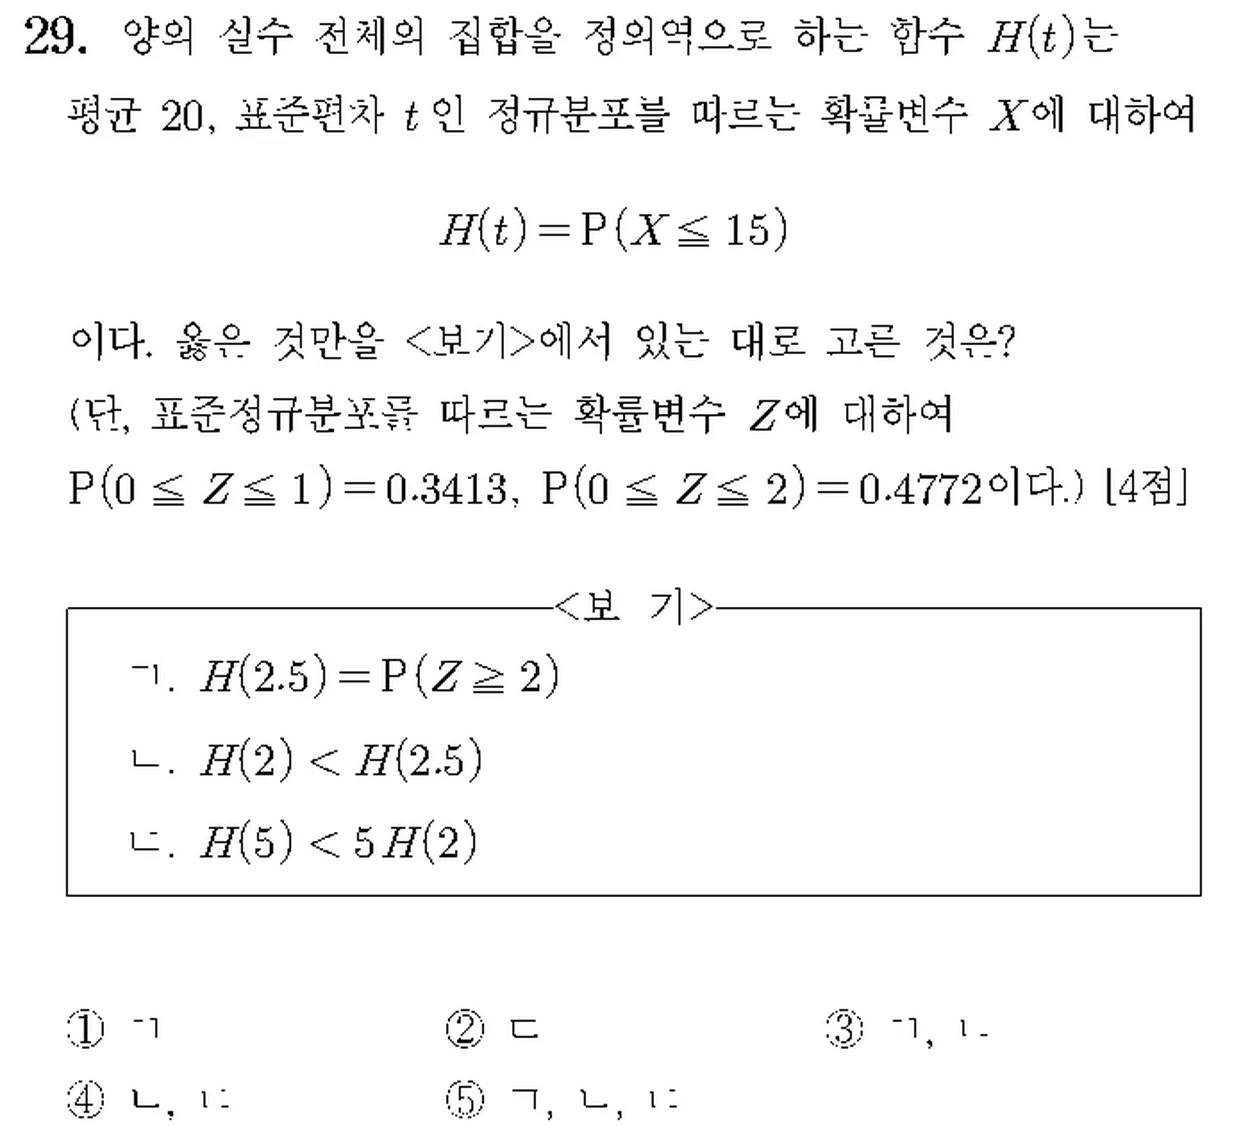 29. 양의 실수 전체의 집합을 정의역으로 하는 함수 H(t)는
평균 20, 표준편차 t인 정규분포를 따르는 확률변수 X에 대하여
H(t)=P(X≦15)
이다. 옳은 것만을 <보기>에서 있는 대로 고른 것은?
(단, 표준정규분포를 따르는 확률변수 Z에 대하여
P(0≦Z≦1)=0.3413, P(0≦Z≦2)=0.4772이다.) [4점]
<보 기>
ㄱ. H(2.5)=P(Z≧2)
ㄴ. H(2)<H(2.5)
ㄷ. H(5)<5H(2)
① ㄱ ② ㄷ ③ ㄱ, ㄴ
④ ㄴ, ㄷ ⑤ ㄱ, ㄴ, ㄷ